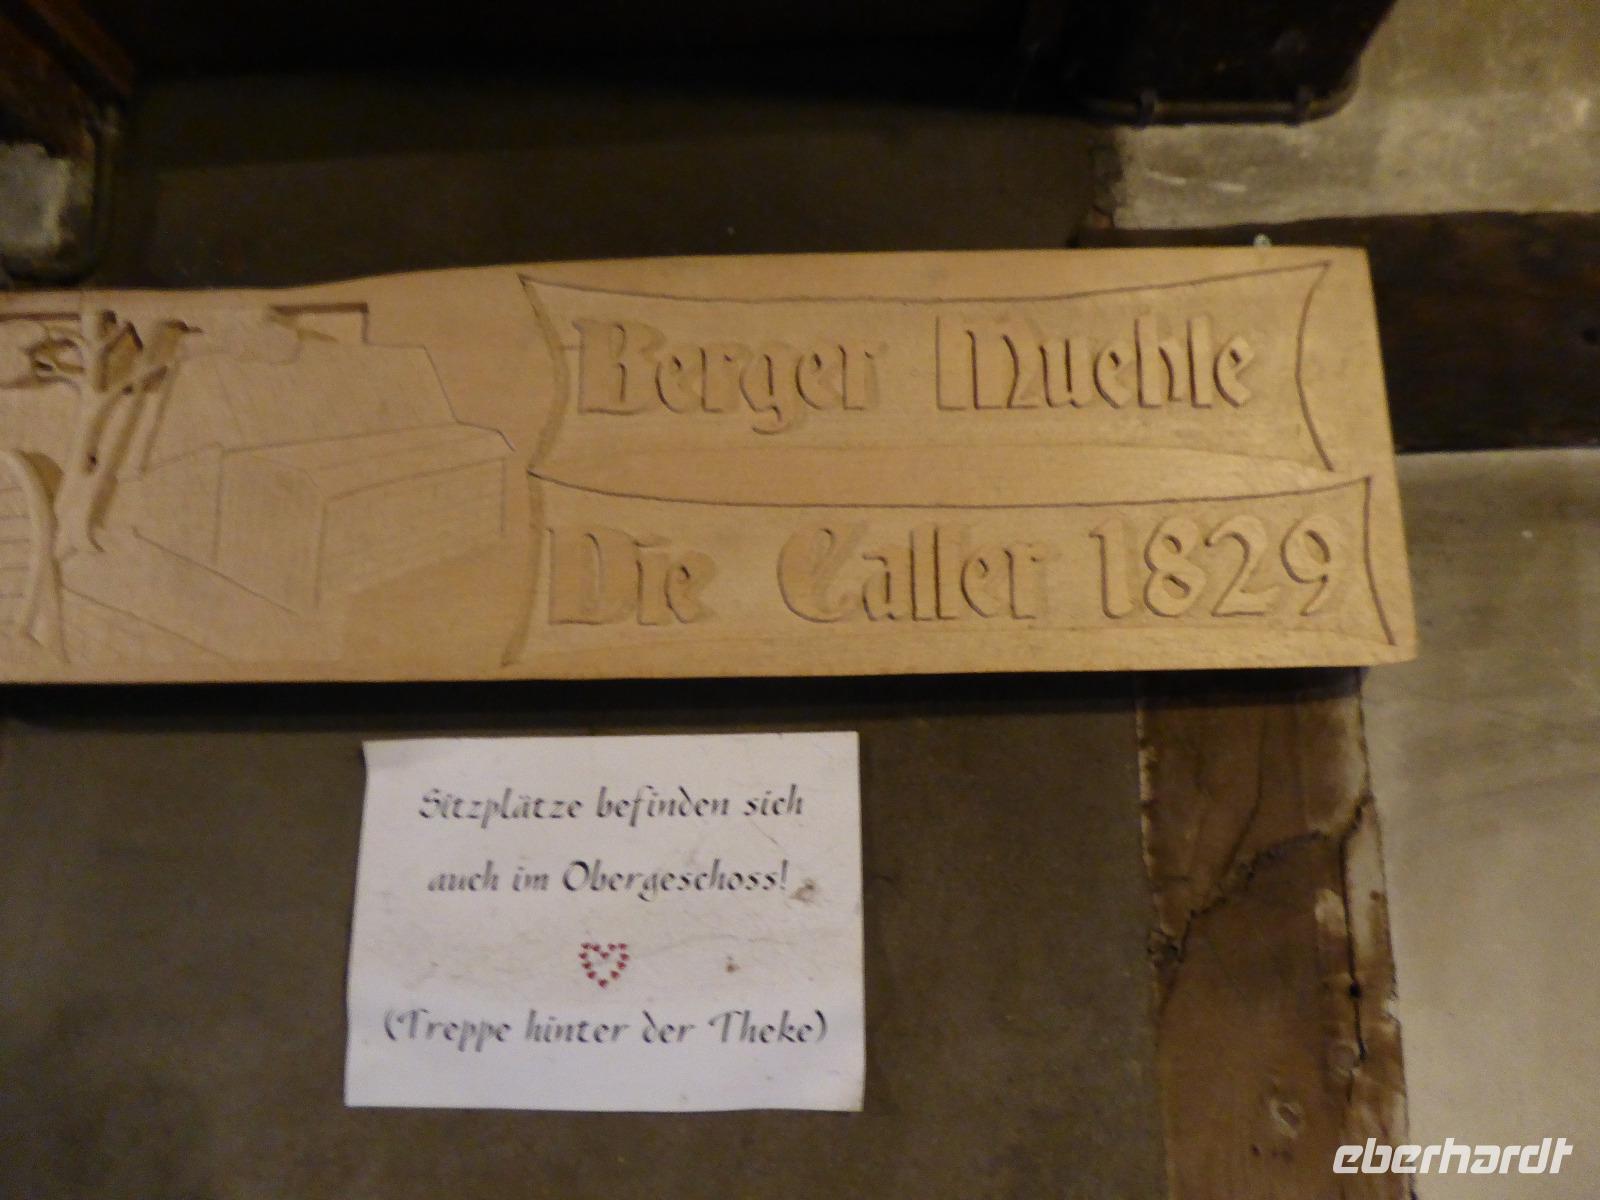 Berger Muehle
Die Caller 1829
Sitzplätze befinden sich
auch im Obergeschoss!
(Treppe hinter der Theke)
eberhardt